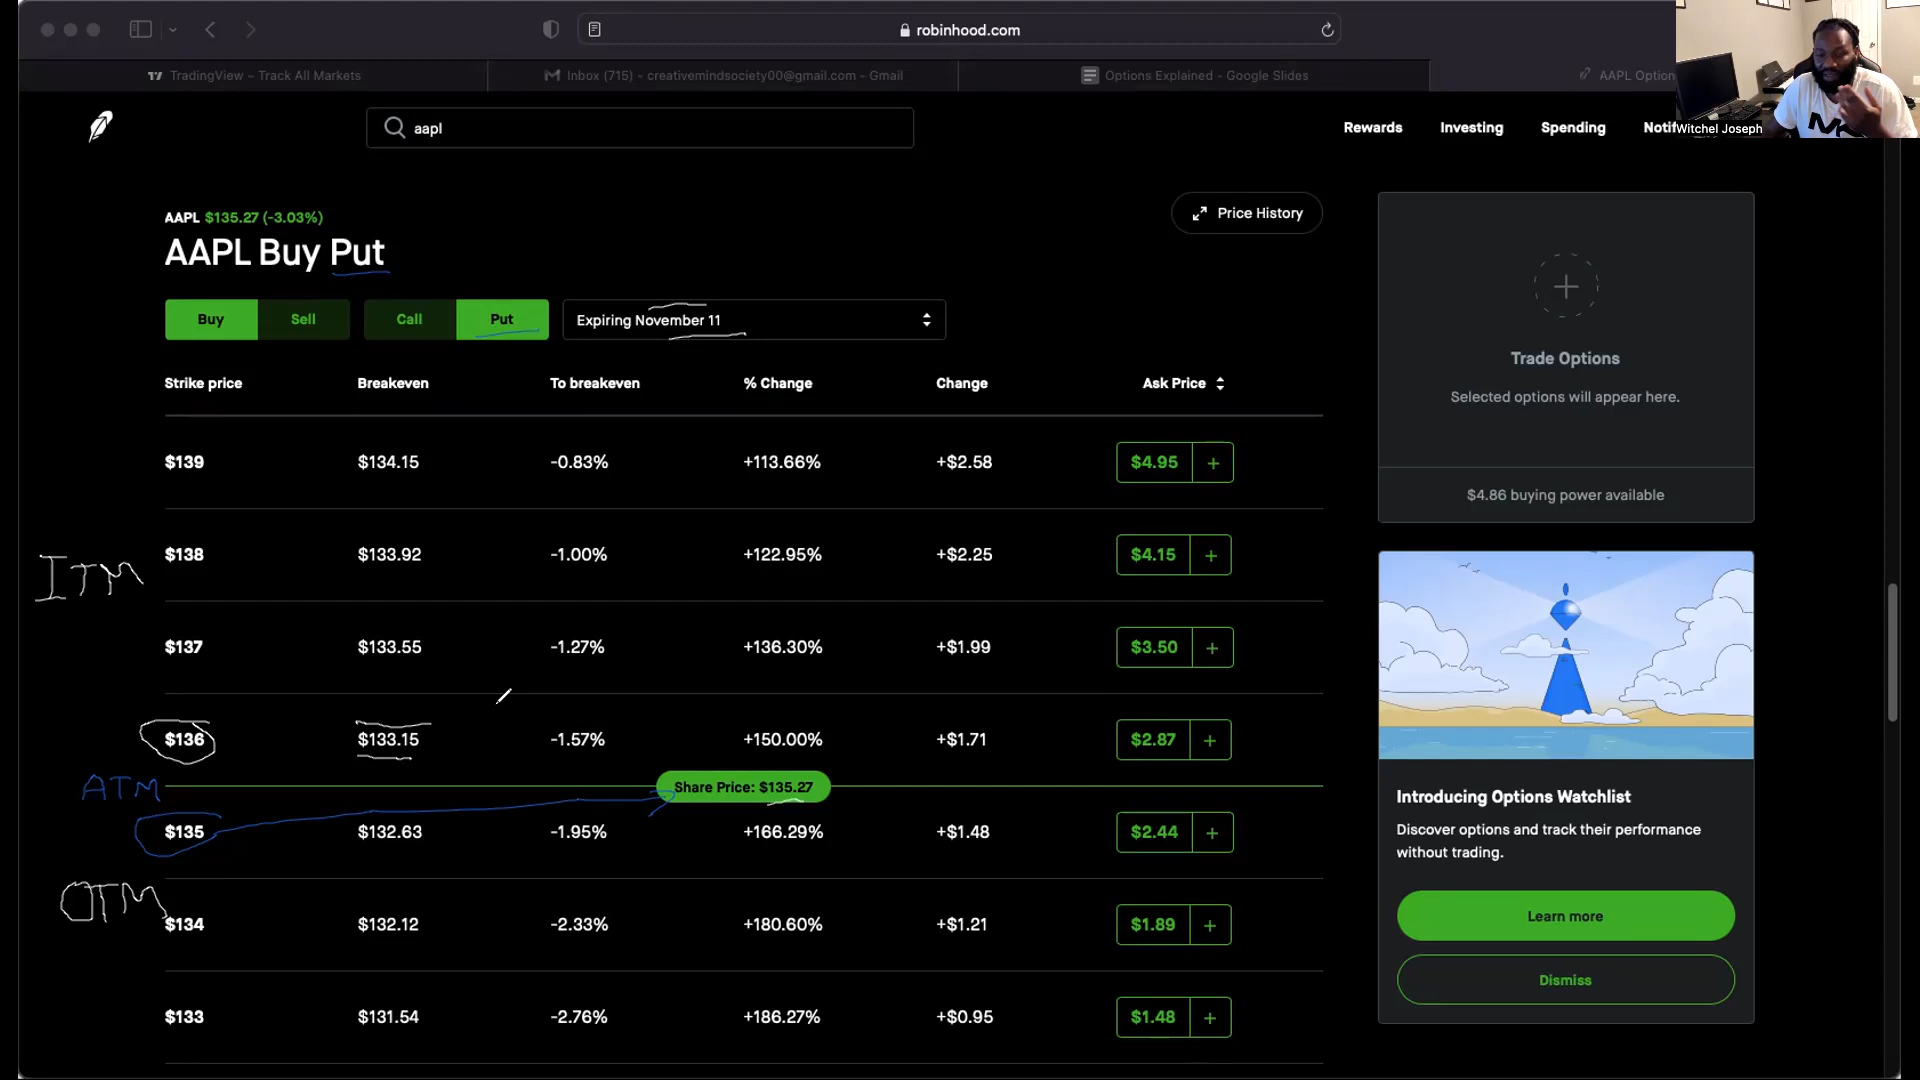 robinhood.com
TradingView – Track All Markets
Inbox (715) - creativemindsociety00@gmail.com - Gmail
Options Explained - Google Slides
AAPL Option
Witchel Joseph
aapl
Rewards
Investing
Spending
Notif
AAPL $135.27 (-3.03%)
AAPL Buy Put
Price History
Buy
Sell
Call
Put
Expiring November 11
Strike price Breakeven To breakeven % Change Change Ask Price
$139 $134.15 -0.83% +113.66% +$2.58 $4.95 +
$138 $133.92 -1.00% +122.95% +$2.25 $4.15 +
ITM
$137 $133.55 -1.27% +136.30% +$1.99 $3.50 +
$136 $133.15 -1.57% +150.00% +$1.71 $2.87 +
ATM
Share Price: $135.27
$135 $132.63 -1.95% +166.29% +$1.48 $2.44 +
OTM
$134 $132.12 -2.33% +180.60% +$1.21 $1.89 +
$133 $131.54 -2.76% +186.27% +$0.95 $1.48 +
Trade Options
Selected options will appear here.
$4.86 buying power available
Introducing Options Watchlist
Discover options and track their performance
without trading.
Learn more
Dismiss